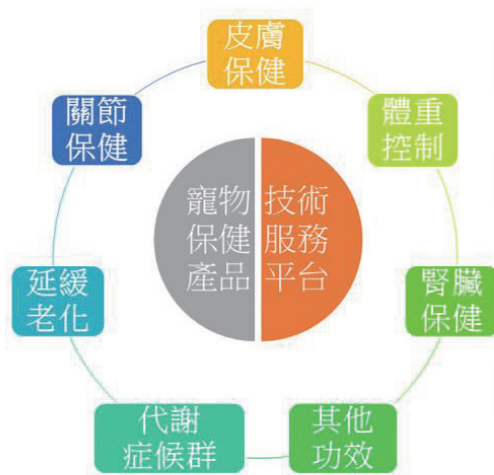 皮膚
保健
體重
控制
腎臟
保健
其他
功效
代謝
症候群
延緩
老化
關節
保健
寵物
保健
產品
技術
服務
平台